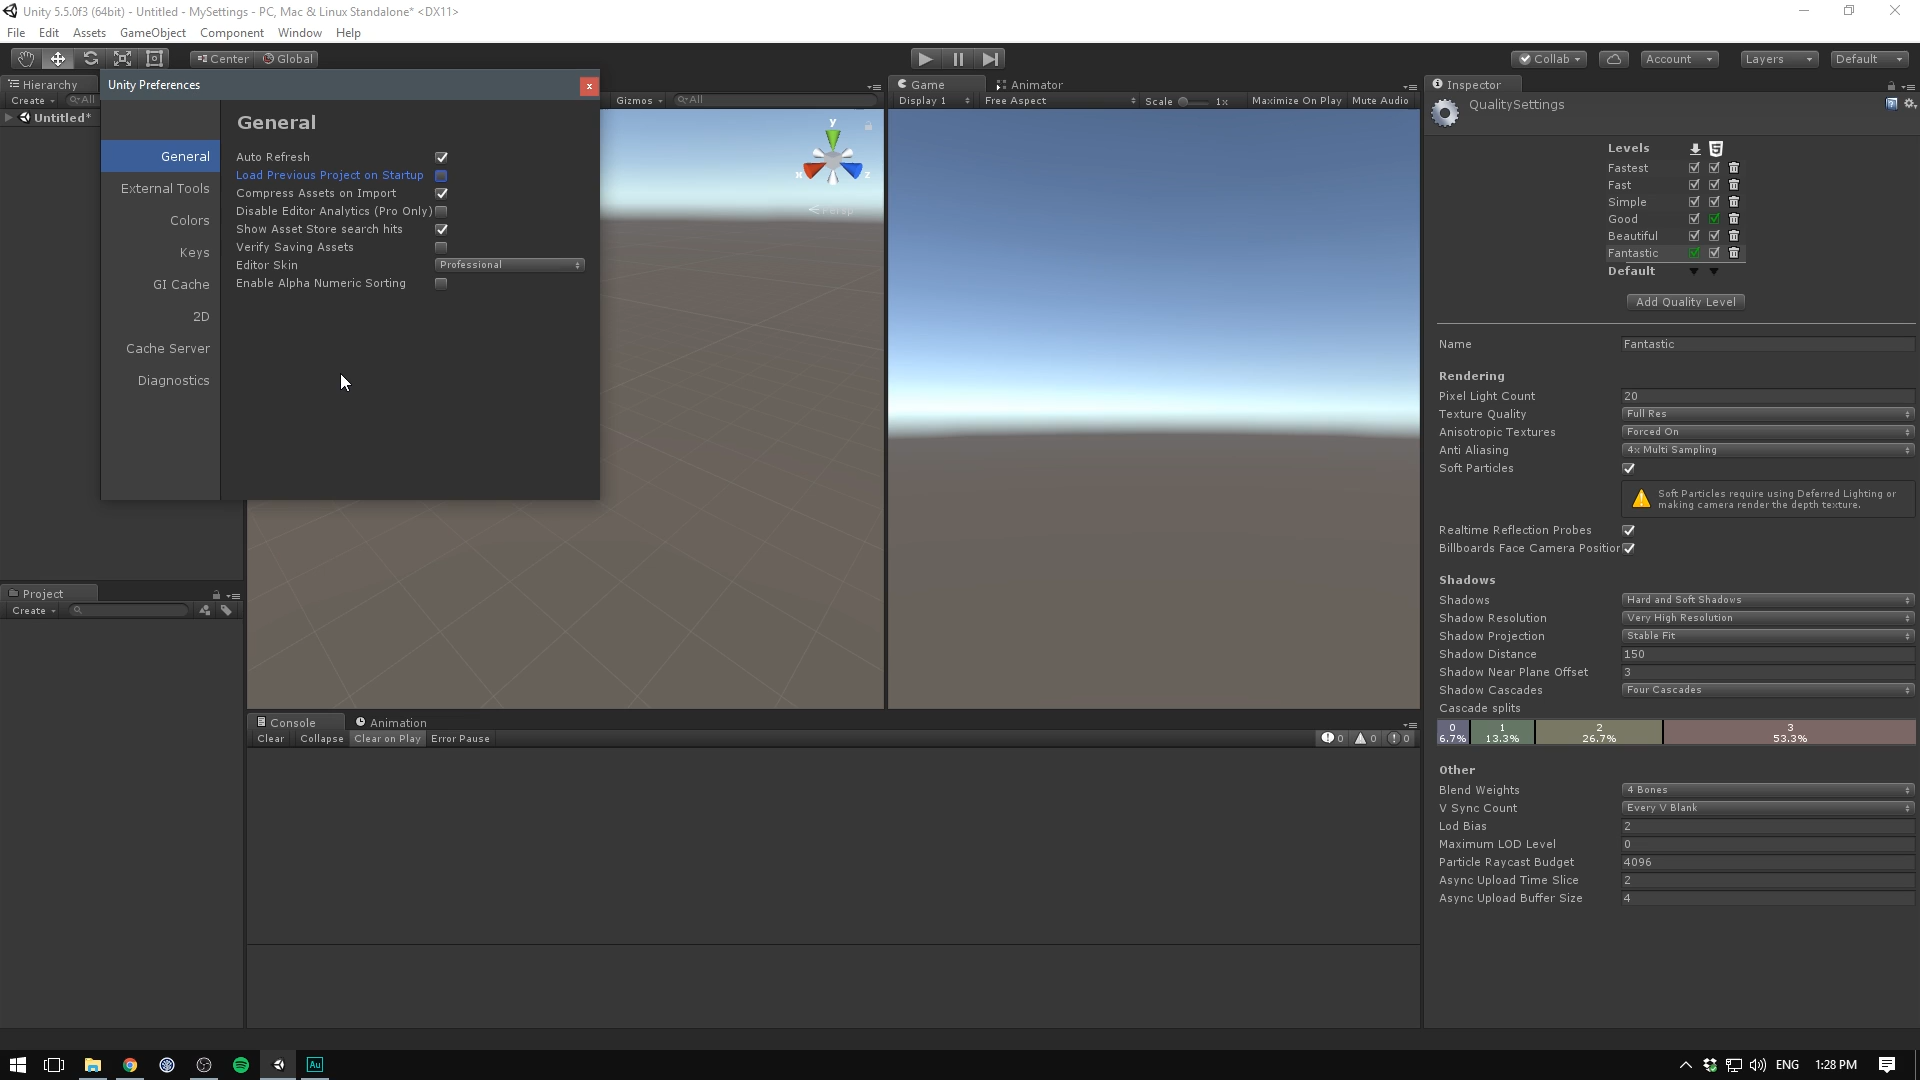 Unity 5.5.0f3 (64bit) - Untitled - MySettings - PC, Mac & Linux Standalone* <DX11>
File Edit Assets GameObject Component Window Help
Center Global
Collab Account Layers Default
Hierarchy
Create All
Untitled*
Unity Preferences
x
General
External Tools
Colors
Keys
GI Cache
2D
Cache Server
Diagnostics
General
Auto Refresh
Load Previous Project on Startup
Compress Assets on Import
Disable Editor Analytics (Pro Only)
Show Asset Store search hits
Verify Saving Assets
Editor Skin Professional
Enable Alpha Numeric Sorting
Gizmos All
y
x z
Persp
Game Animator
Display 1 Free Aspect Scale 1x Maximize On Play Mute Audio
Project
Create
Console Animation
Clear Collapse Clear on Play Error Pause 0 0 0
Inspector
QualitySettings
Levels
Fastest
Fast
Simple
Good
Beautiful
Fantastic
Default
Add Quality Level
Name Fantastic
Rendering
Pixel Light Count 20
Texture Quality Full Res
Anisotropic Textures Forced On
Anti Aliasing 4x Multi Sampling
Soft Particles
Soft Particles require using Deferred Lighting or
making camera render the depth texture.
Realtime Reflection Probes
Billboards Face Camera Position
Shadows
Shadows Hard and Soft Shadows
Shadow Resolution Very High Resolution
Shadow Projection Stable Fit
Shadow Distance 150
Shadow Near Plane Offset 3
Shadow Cascades Four Cascades
Cascade splits
0 1 2 3
6.7% 13.3% 26.7% 53.3%
Other
Blend Weights 4 Bones
V Sync Count Every V Blank
Lod Bias 2
Maximum LOD Level 0
Particle Raycast Budget 4096
Async Upload Time Slice 2
Async Upload Buffer Size 4
Au
ENG 1:28 PM